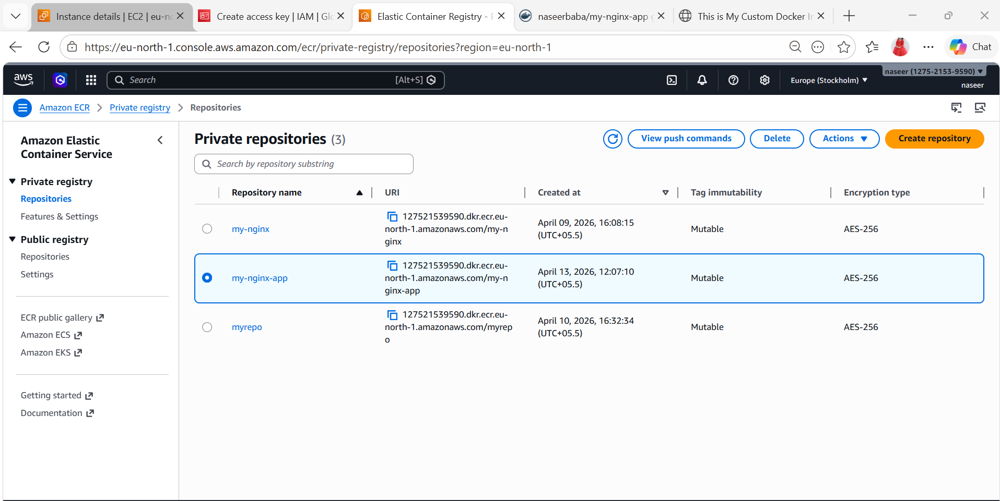 Instance details | EC2 | eu-no
Create access key | IAM | Glo
Elastic Container Registry - P
naseerbaba/my-nginx-app g
This is My Custom Docker Ir
https://eu-north-1.console.aws.amazon.com/ecr/private-registry/repositories?region=eu-north-1
Chat
aws
Search
[Alt+S]
Europe (Stockholm)
naseer (1275-2153-9590)
naseer
Amazon ECR
Private registry
Repositories
Amazon Elastic
Container Service
Private registry
Repositories
Features & Settings
Public registry
Repositories
Settings
ECR public gallery
Amazon ECS
Amazon EKS
Getting started
Documentation
Private repositories (3)
View push commands
Delete
Actions
Create repository
Search by repository substring
Repository name
URI
Created at
Tag immutability
Encryption type
my-nginx
127521539590.dkr.ecr.eu-
north-1.amazonaws.com/my-n
ginx
April 09, 2026, 16:08:15
(UTC+05.5)
Mutable
AES-256
my-nginx-app
127521539590.dkr.ecr.eu-
north-1.amazonaws.com/my-n
ginx-app
April 13, 2026, 12:07:10
(UTC+05.5)
Mutable
AES-256
myrepo
127521539590.dkr.ecr.eu-
north-1.amazonaws.com/myrep
o
April 10, 2026, 16:32:34
(UTC+05.5)
Mutable
AES-256